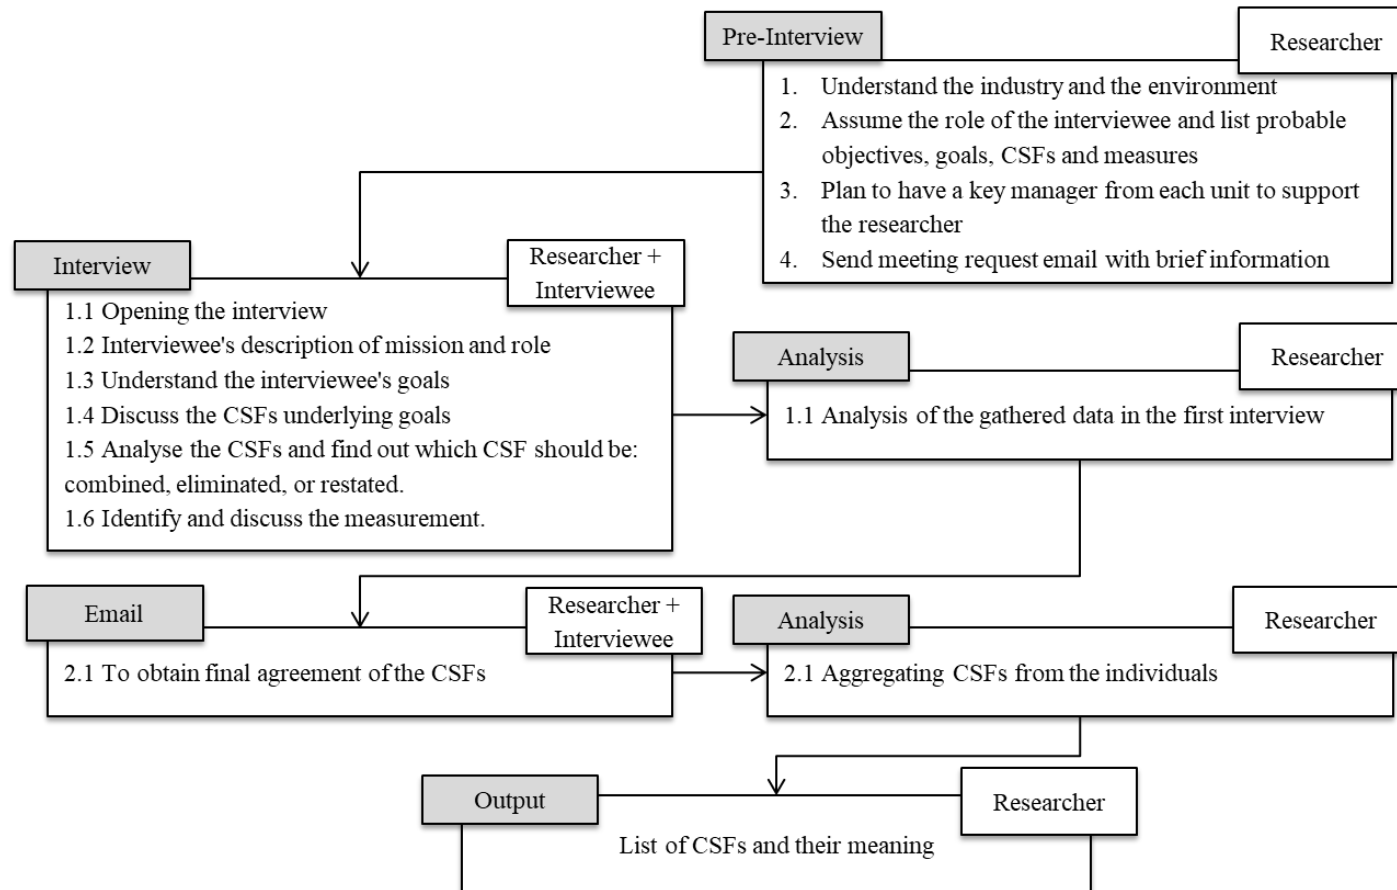 Pre-Interview
Researcher
1. Understand the industry and the environment
2. Assume the role of the interviewee and list probable
objectives, goals, CSFs and measures
3. Plan to have a key manager from each unit to support
the researcher
4. Send meeting request email with brief information
Interview
Researcher +
Interviewee
1.1 Opening the interview
1.2 Interviewee's description of mission and role
1.3 Understand the interviewee's goals
1.4 Discuss the CSFs underlying goals
1.5 Analyse the CSFs and find out which CSF should be:
combined, eliminated, or restated.
1.6 Identify and discuss the measurement.
Analysis
Researcher
1.1 Analysis of the gathered data in the first interview
Email
Researcher +
Interviewee
2.1 To obtain final agreement of the CSFs
Analysis
Researcher
2.1 Aggregating CSFs from the individuals
Output
Researcher
List of CSFs and their meaning